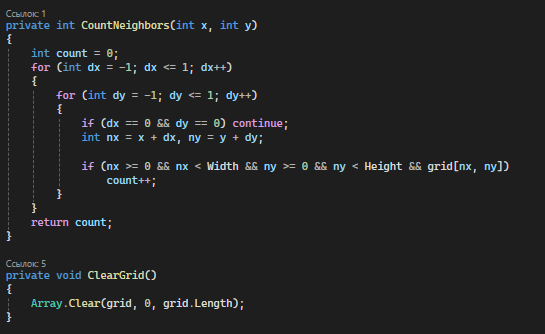 Ссылок: 1
private int CountNeighbors(int x, int y)
{
    int count = 0;
    for (int dx = -1; dx <= 1; dx++)
    {
        for (int dy = -1; dy <= 1; dy++)
        {
            if (dx == 0 && dy == 0) continue;
            int nx = x + dx, ny = y + dy;

            if (nx >= 0 && nx < Width && ny >= 0 && ny < Height && grid[nx, ny])
                count++;
        }
    }
    return count;
}

Ссылок: 5
private void ClearGrid()
{
    Array.Clear(grid, 0, grid.Length);
}